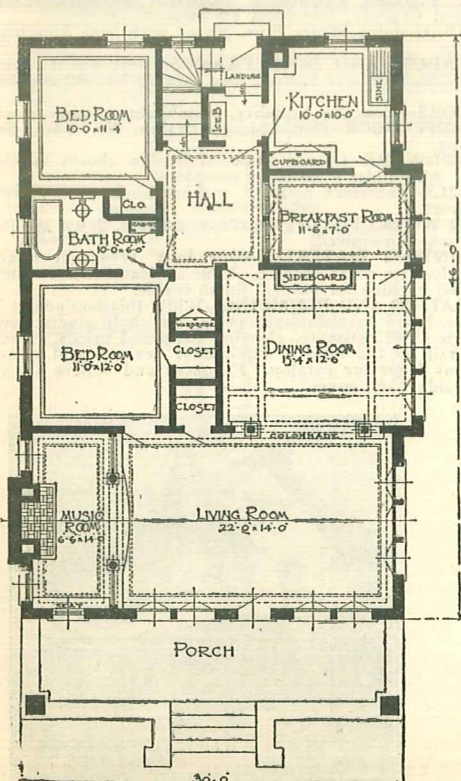 LANDING
DN.
BED ROOM
10-0 x 11-4
ICE B
KITCHEN
10-0 x 10-0
SINK
CUPBOARD
HALL
CLO.
BATH ROOM
10-0 x 6-0
BREAKFAST ROOM
11-6 x 7-0
SIDEBOARD
46-0
WARDROBE
BED ROOM
11-0 x 12-0
CLOSET
DINING ROOM
15-4 x 12-6
CLOSET
COLONNADE
MUSIC
ROOM
6-6 x 14-0
LIVING ROOM
22-0 x 14-0
SEAT
PORCH
30'-0"